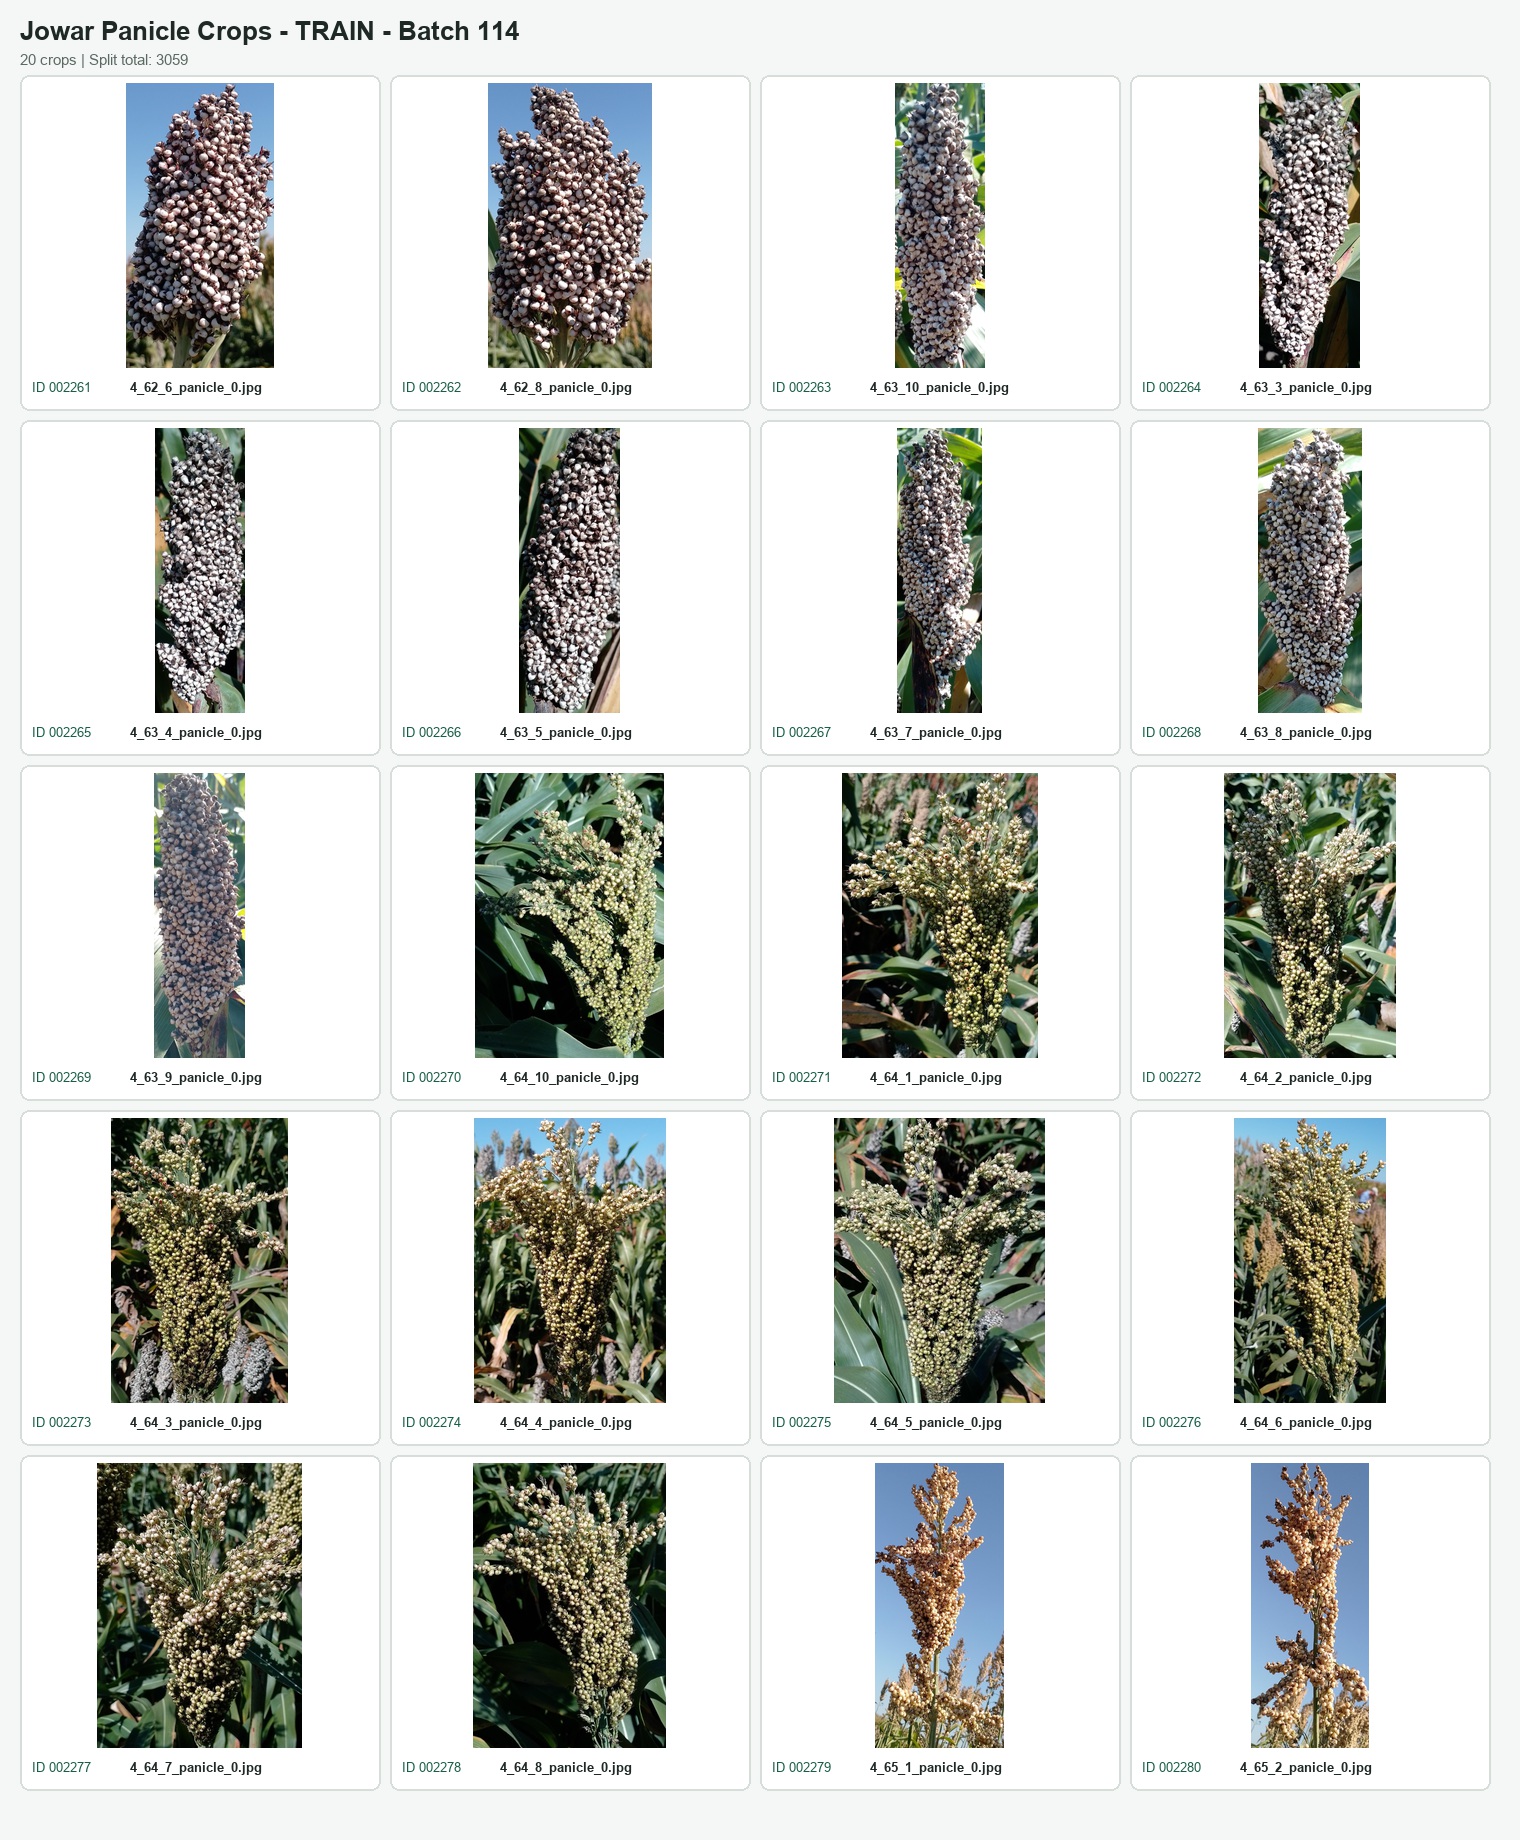 Jowar Panicle Crops - TRAIN - Batch 114
20 crops | Split total: 3059
ID 002261 4_62_6_panicle_0.jpg
ID 002262 4_62_8_panicle_0.jpg
ID 002263 4_63_10_panicle_0.jpg
ID 002264 4_63_3_panicle_0.jpg
ID 002265 4_63_4_panicle_0.jpg
ID 002266 4_63_5_panicle_0.jpg
ID 002267 4_63_7_panicle_0.jpg
ID 002268 4_63_8_panicle_0.jpg
ID 002269 4_63_9_panicle_0.jpg
ID 002270 4_64_10_panicle_0.jpg
ID 002271 4_64_1_panicle_0.jpg
ID 002272 4_64_2_panicle_0.jpg
ID 002273 4_64_3_panicle_0.jpg
ID 002274 4_64_4_panicle_0.jpg
ID 002275 4_64_5_panicle_0.jpg
ID 002276 4_64_6_panicle_0.jpg
ID 002277 4_64_7_panicle_0.jpg
ID 002278 4_64_8_panicle_0.jpg
ID 002279 4_65_1_panicle_0.jpg
ID 002280 4_65_2_panicle_0.jpg